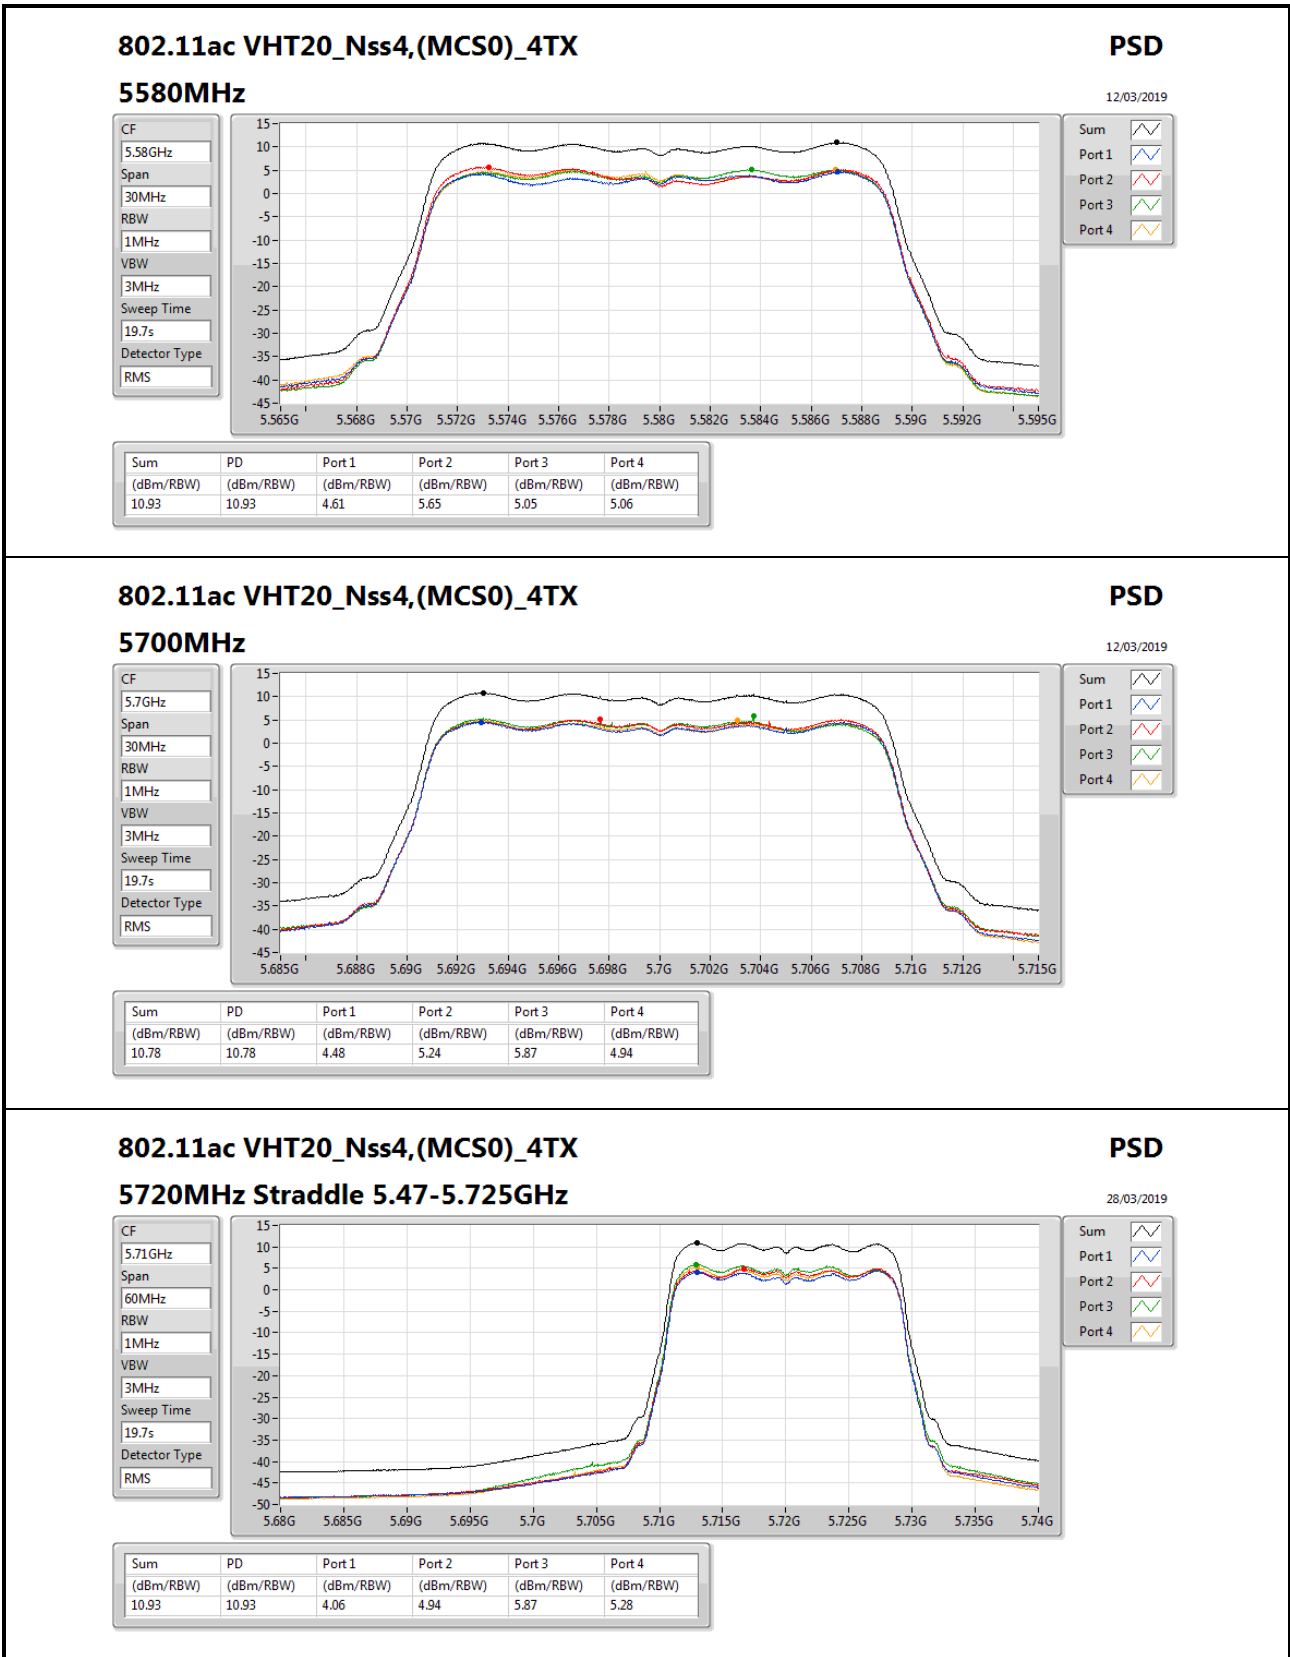 802.11ac VHT20_Nss4,(MCS0)_4TX PSD
5580MHz 12/03/2019
CF
5.58GHz
Span
30MHz
RBW
1MHz
VBW
3MHz
Sweep Time
19.7s
Detector Type
RMS
15
10
5
0
-5
-10
-15
-20
-25
-30
-35
-40
-45
5.565G 5.568G 5.57G 5.572G 5.574G 5.576G 5.578G 5.58G 5.582G 5.584G 5.586G 5.588G 5.59G 5.592G 5.595G
Sum
Port 1
Port 2
Port 3
Port 4
Sum PD Port 1 Port 2 Port 3 Port 4
(dBm/RBW) (dBm/RBW) (dBm/RBW) (dBm/RBW) (dBm/RBW) (dBm/RBW)
10.93 10.93 4.61 5.65 5.05 5.06
802.11ac VHT20_Nss4,(MCS0)_4TX PSD
5700MHz 12/03/2019
CF
5.7GHz
Span
30MHz
RBW
1MHz
VBW
3MHz
Sweep Time
19.7s
Detector Type
RMS
15
10
5
0
-5
-10
-15
-20
-25
-30
-35
-40
-45
5.685G 5.688G 5.69G 5.692G 5.694G 5.696G 5.698G 5.7G 5.702G 5.704G 5.706G 5.708G 5.71G 5.712G 5.715G
Sum
Port 1
Port 2
Port 3
Port 4
Sum PD Port 1 Port 2 Port 3 Port 4
(dBm/RBW) (dBm/RBW) (dBm/RBW) (dBm/RBW) (dBm/RBW) (dBm/RBW)
10.78 10.78 4.48 5.24 5.87 4.94
802.11ac VHT20_Nss4,(MCS0)_4TX PSD
5720MHz Straddle 5.47-5.725GHz 28/03/2019
CF
5.71GHz
Span
60MHz
RBW
1MHz
VBW
3MHz
Sweep Time
19.7s
Detector Type
RMS
15
10
5
0
-5
-10
-15
-20
-25
-30
-35
-40
-45
-50
5.68G 5.685G 5.69G 5.695G 5.7G 5.705G 5.71G 5.715G 5.72G 5.725G 5.73G 5.735G 5.74G
Sum
Port 1
Port 2
Port 3
Port 4
Sum PD Port 1 Port 2 Port 3 Port 4
(dBm/RBW) (dBm/RBW) (dBm/RBW) (dBm/RBW) (dBm/RBW) (dBm/RBW)
10.93 10.93 4.06 4.94 5.87 5.28